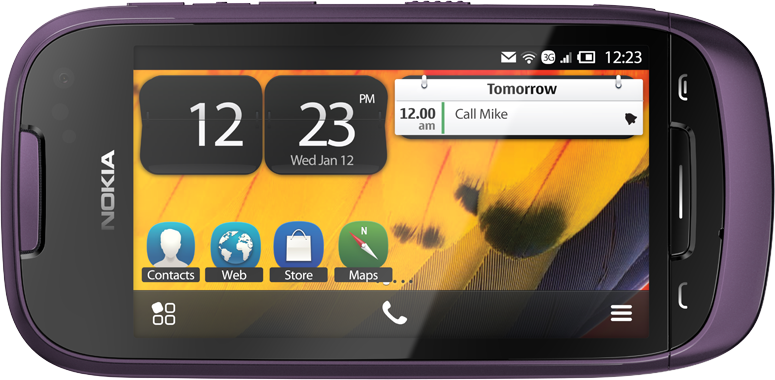 NOKIA
3G 12:23
12 23 PM
Wed Jan 12
Tomorrow
12.00 am Call Mike
N
Contacts Web Store Maps